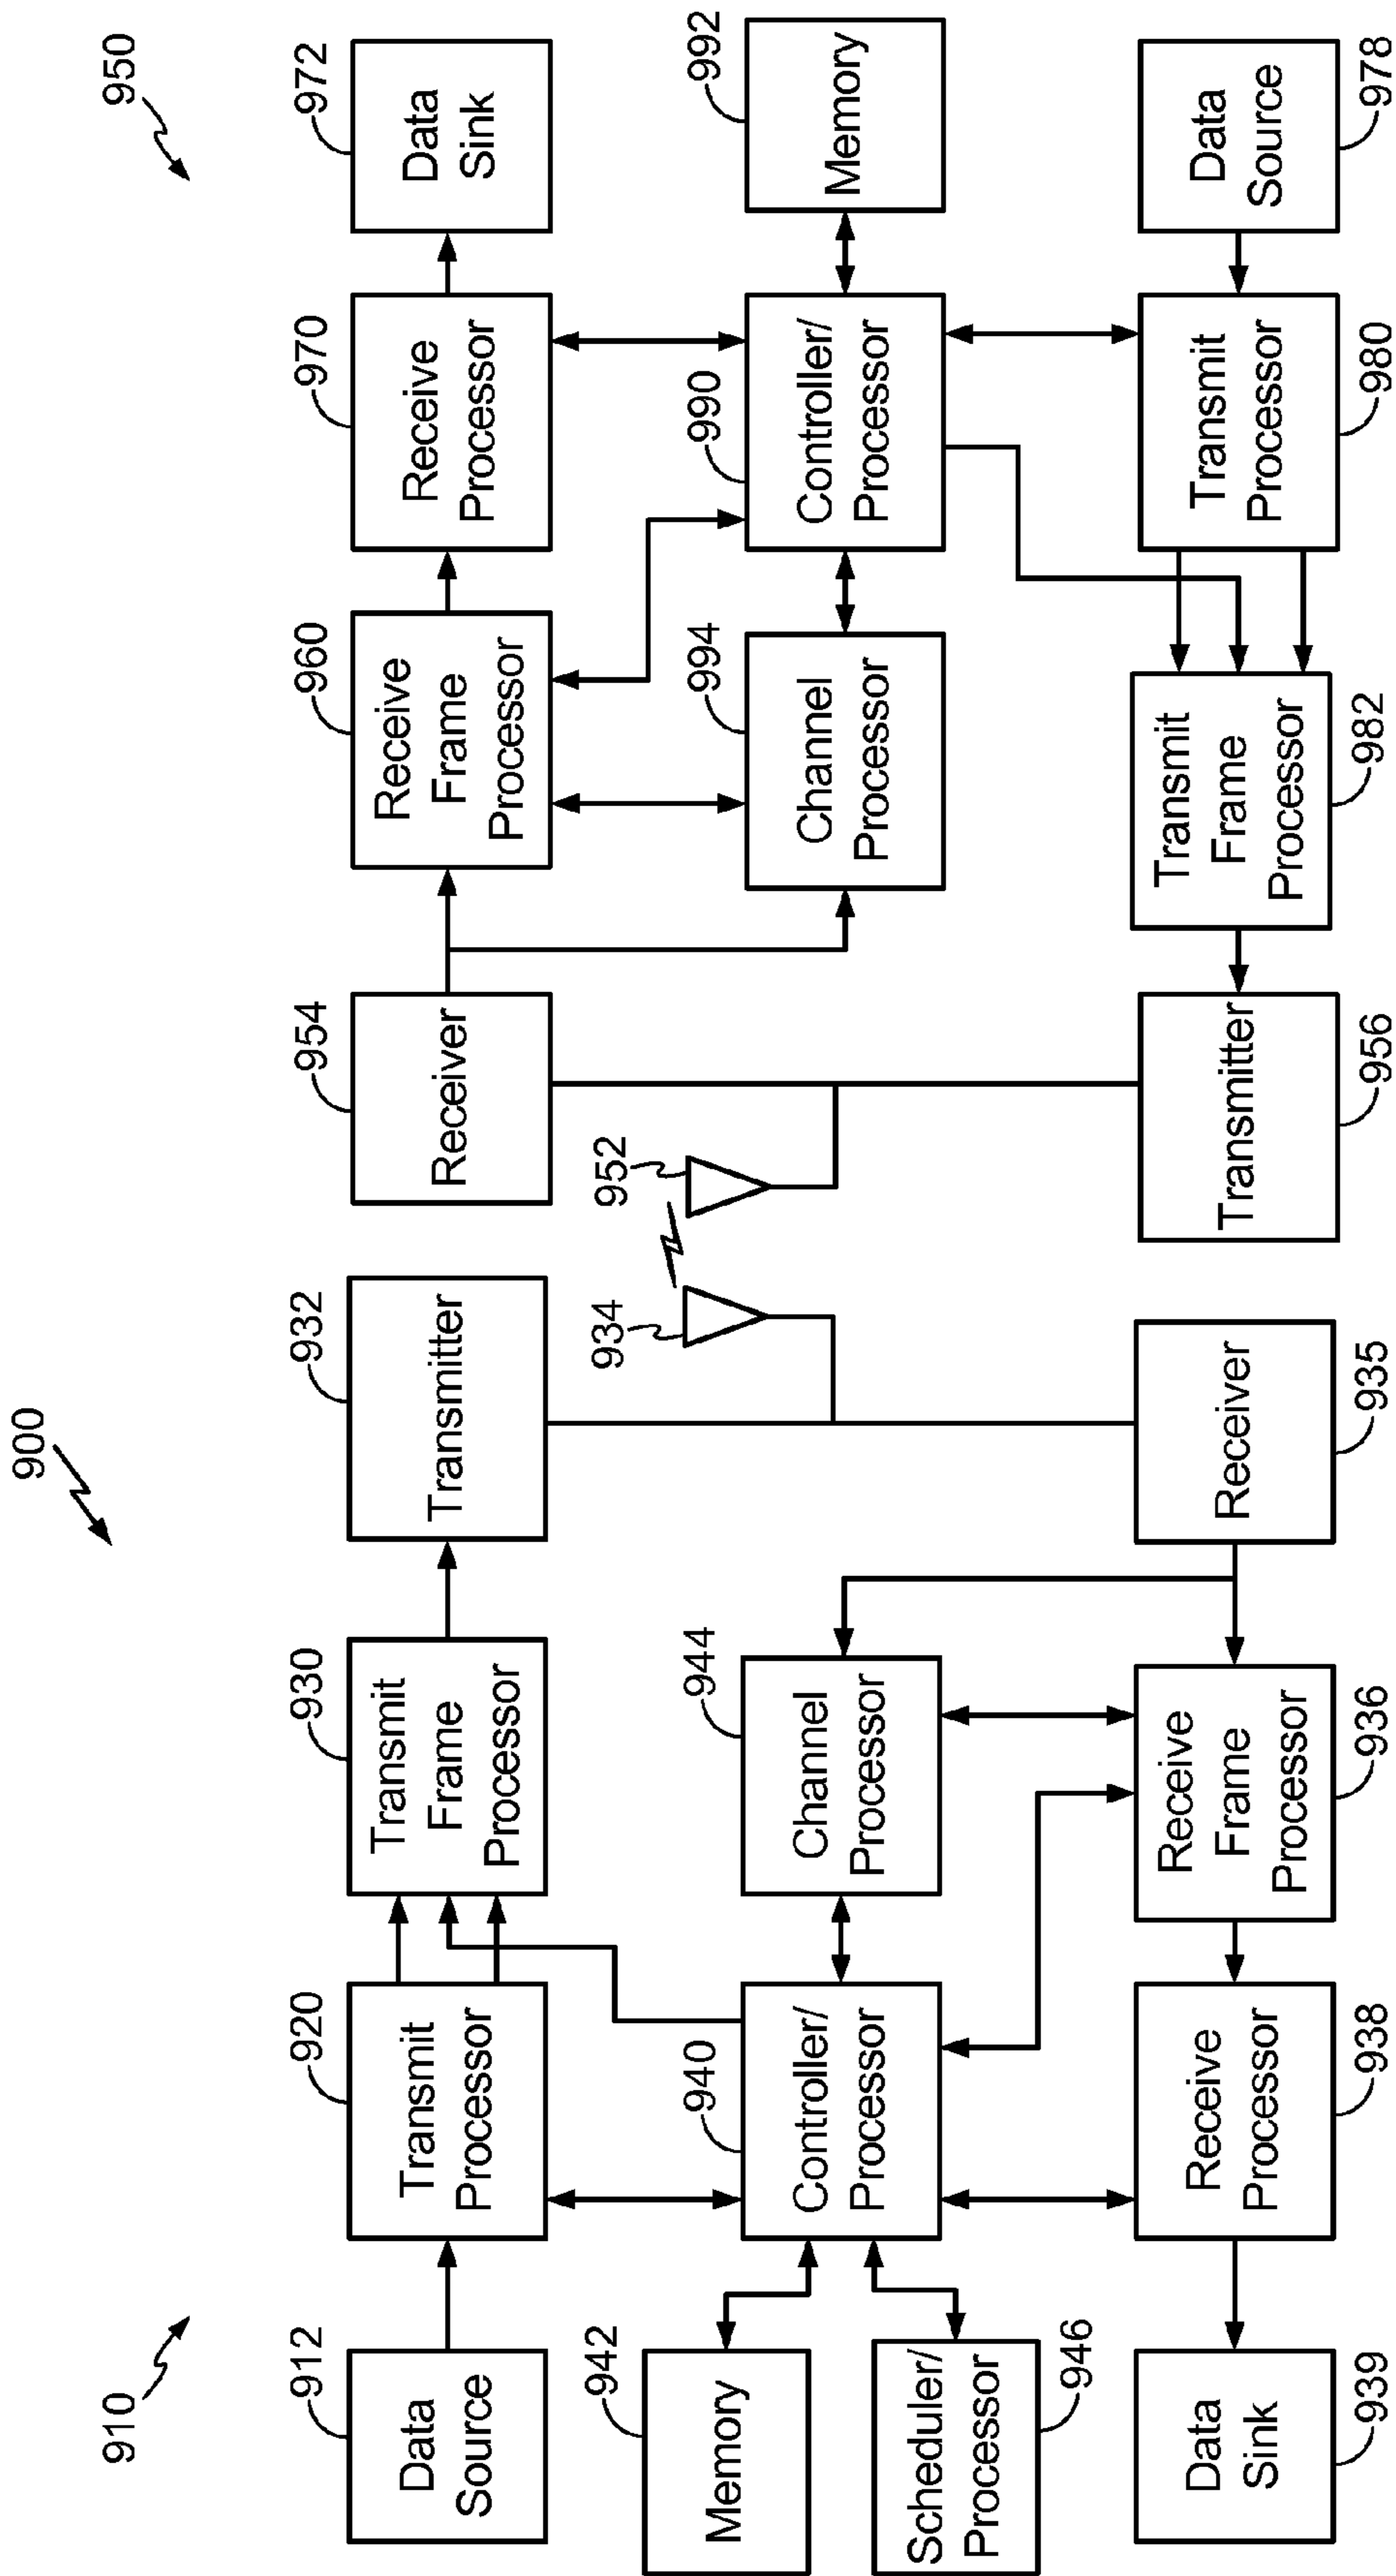 900
910
950
912
Data
Source
920
Transmit
Processor
930
Transmit
Frame
Processor
932
Transmitter
954
Receiver
960
Receive
Frame
Processor
970
Receive
Processor
972
Data
Sink
942
Memory
940
Controller/
Processor
944
Channel
Processor
934
952
994
Channel
Processor
990
Controller/
Processor
992
Memory
Scheduler/
Processor
946
Data
Sink
939
Receive
Processor
938
Receive
Frame
Processor
936
Receiver
935
Transmitter
956
Transmit
Frame
Processor
982
Transmit
Processor
980
Data
Source
978